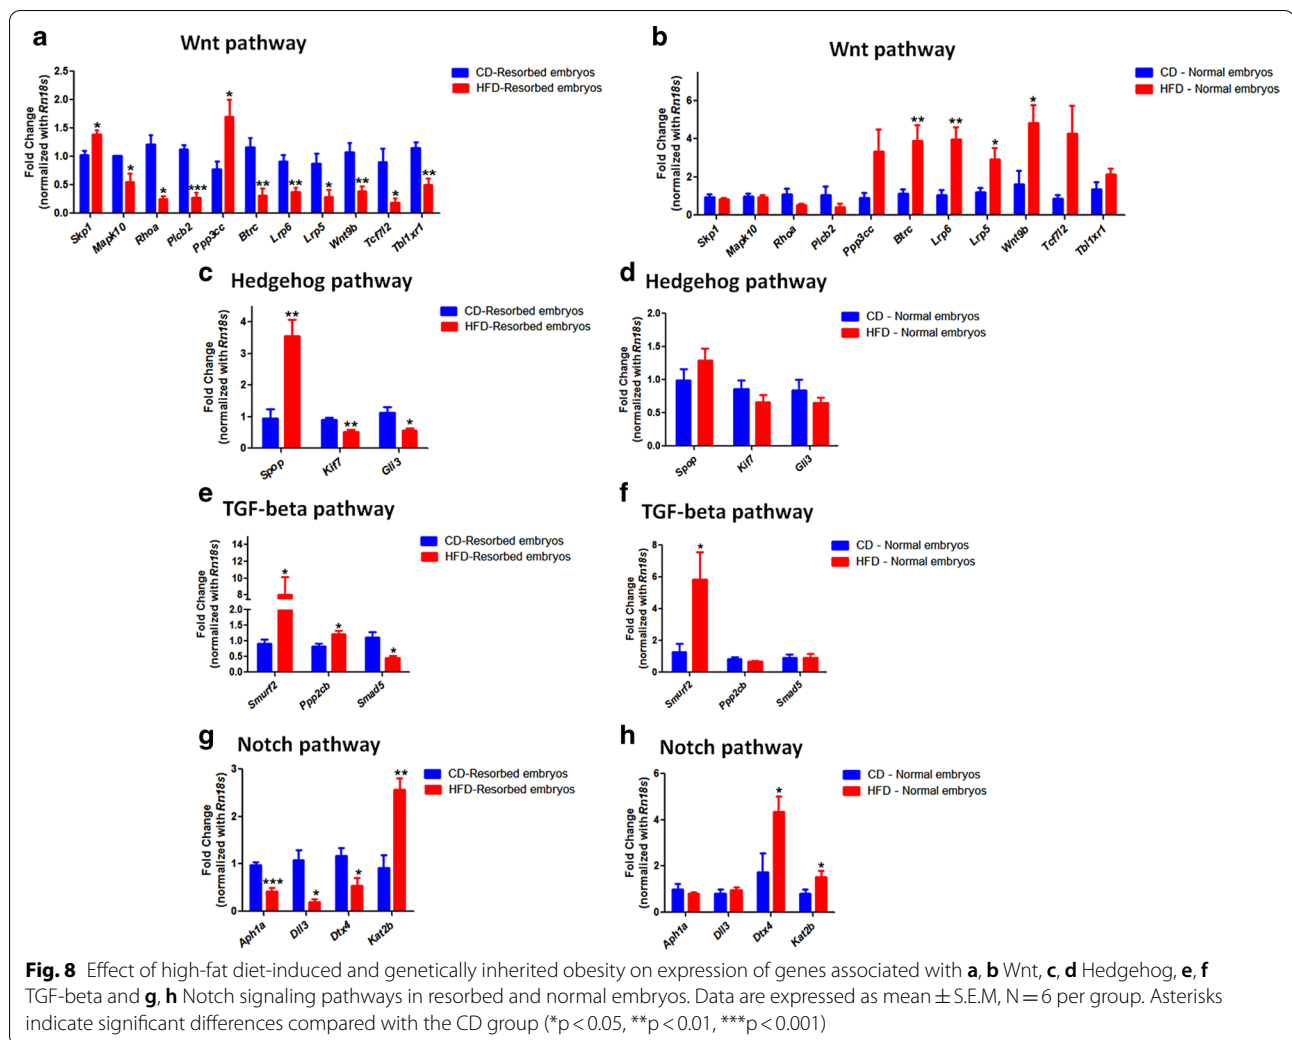 a
Wnt pathway
CD-Resorbed embryos
HFD-Resorbed embryos
Fold Change
(normalized with Rn18s)
2.5
2.0
1.5
1.0
0.5
0.0
*
*
*
***
*
**
**
*
**
*
**
Skp1
Mapk10
Rhoa
Plcb2
Ppp3cc
Btrc
Lrp6
Lrp5
Wnt9b
Tcf7l2
Tbl1xr1
b
Wnt pathway
CD - Normal embryos
HFD - Normal embryos
Fold Change
(normalized with Rn18s)
6
4
2
0
**
**
*
*
Skp1
Mapk10
Rhoa
Plcb2
Ppp3cc
Btrc
Lrp6
Lrp5
Wnt9b
Tcf7l2
Tbl1xr1
c
Hedgehog pathway
CD-Resorbed embryos
HFD-Resorbed embryos
Fold Change
(normalized with Rn18s)
4
3
2
1
0
**
**
*
Spop
Kif7
Gli3
d
Hedgehog pathway
CD - Normal embryos
HFD - Normal embryos
Fold Change
(normalized with Rn18s)
2.0
1.5
1.0
0.5
0.0
Spop
Kif7
Gli3
e
TGF-beta pathway
CD-Resorbed embryos
HFD-Resorbed embryos
Fold Change
(normalized with Rn18s)
14
12
10
8
2.0
1.5
1.0
0.5
0.0
*
*
*
Smurf2
Ppp2cb
Smad5
f
TGF-beta pathway
CD - Normal embryos
HFD - Normal embryos
Fold Change
(normalized with Rn18s)
8
6
4
2
0
*
Smurf2
Ppp2cb
Smad5
g
Notch pathway
CD-Resorbed embryos
HFD-Resorbed embryos
Fold Change
(normalized with Rn18s)
3
2
1
0
***
*
*
**
Aph1a
Dll3
Dtx4
Kat2b
h
Notch pathway
CD - Normal embryos
HFD - Normal embryos
Fold Change
(normalized with Rn18s)
6
4
2
0
*
*
Aph1a
Dll3
Dtx4
Kat2b
Fig. 8 Effect of high-fat diet-induced and genetically inherited obesity on expression of genes associated with a, b Wnt, c, d Hedgehog, e, f
TGF-beta and g, h Notch signaling pathways in resorbed and normal embryos. Data are expressed as mean ± S.E.M, N = 6 per group. Asterisks
indicate significant differences compared with the CD group (*p < 0.05, **p < 0.01, ***p < 0.001)